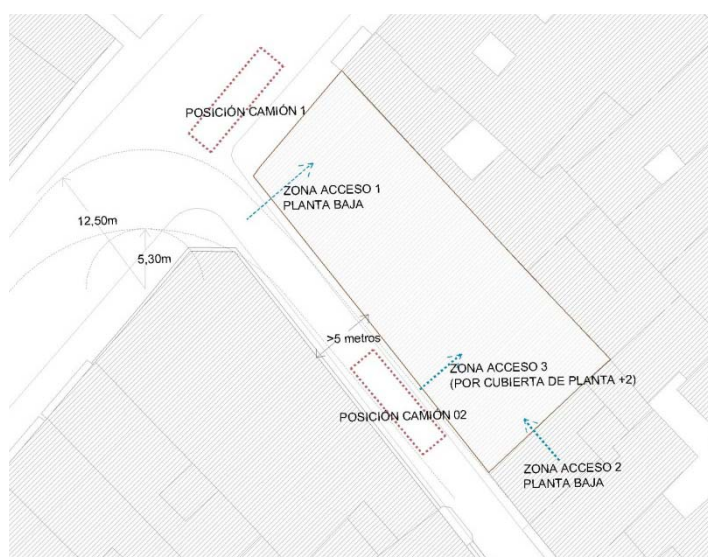 POSICIÓN CAMIÓN 1
ZONA ACCESO 1
PLANTA BAJA
12,50m
5,30m
>5 metros
ZONA ACCESO 3
(POR CUBIERTA DE PLANTA +2)
POSICIÓN CAMIÓN 02
ZONA ACCESO 2
PLANTA BAJA